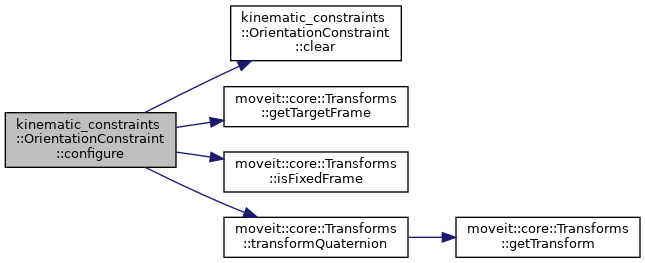 kinematic_constraints
::OrientationConstraint
::configure
kinematic_constraints
::OrientationConstraint
::clear
moveit::core::Transforms
::getTargetFrame
moveit::core::Transforms
::isFixedFrame
moveit::core::Transforms
::transformQuaternion
moveit::core::Transforms
::getTransform